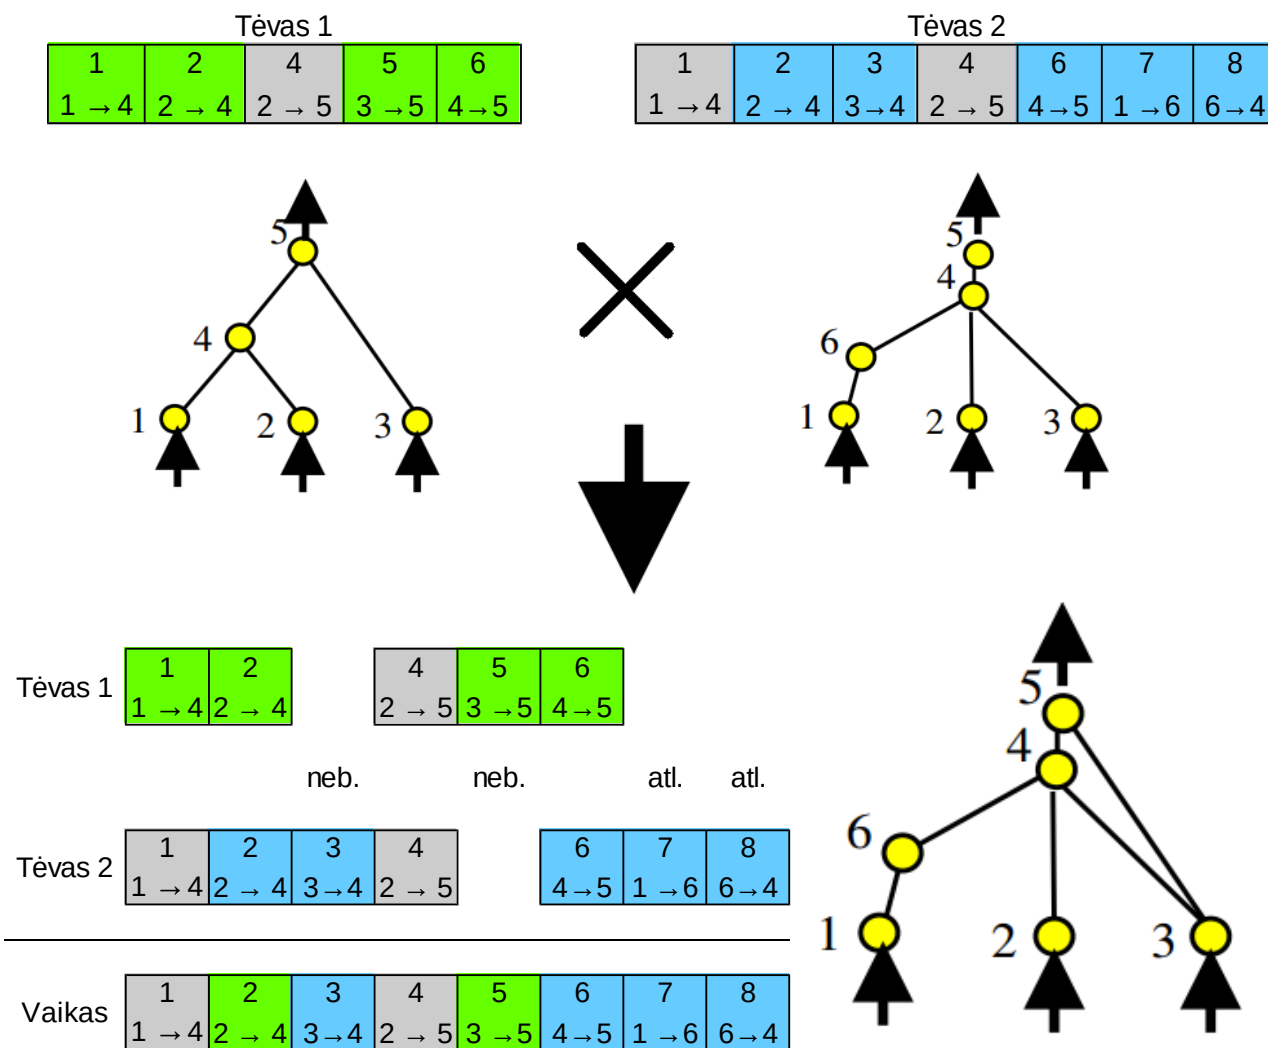 Tėvas 1
1 2 4 5 6
1 → 4 2 → 4 2 → 5 3 → 5 4 → 5
Tėvas 2
1 2 3 4 6 7 8
1 → 4 2 → 4 3 → 4 2 → 5 4 → 5 1 → 6 6 → 4
5
4
1 2 3
5
4
6
1 2 3
Tėvas 1
1 2 4 5 6
1 → 4 2 → 4 2 → 5 3 → 5 4 → 5
neb. neb. atl. atl.
Tėvas 2
1 2 3 4 6 7 8
1 → 4 2 → 4 3 → 4 2 → 5 4 → 5 1 → 6 6 → 4
Vaikas
1 2 3 4 5 6 7 8
1 → 4 2 → 4 3 → 4 2 → 5 3 → 5 4 → 5 1 → 6 6 → 4
5
4
6
1 2 3